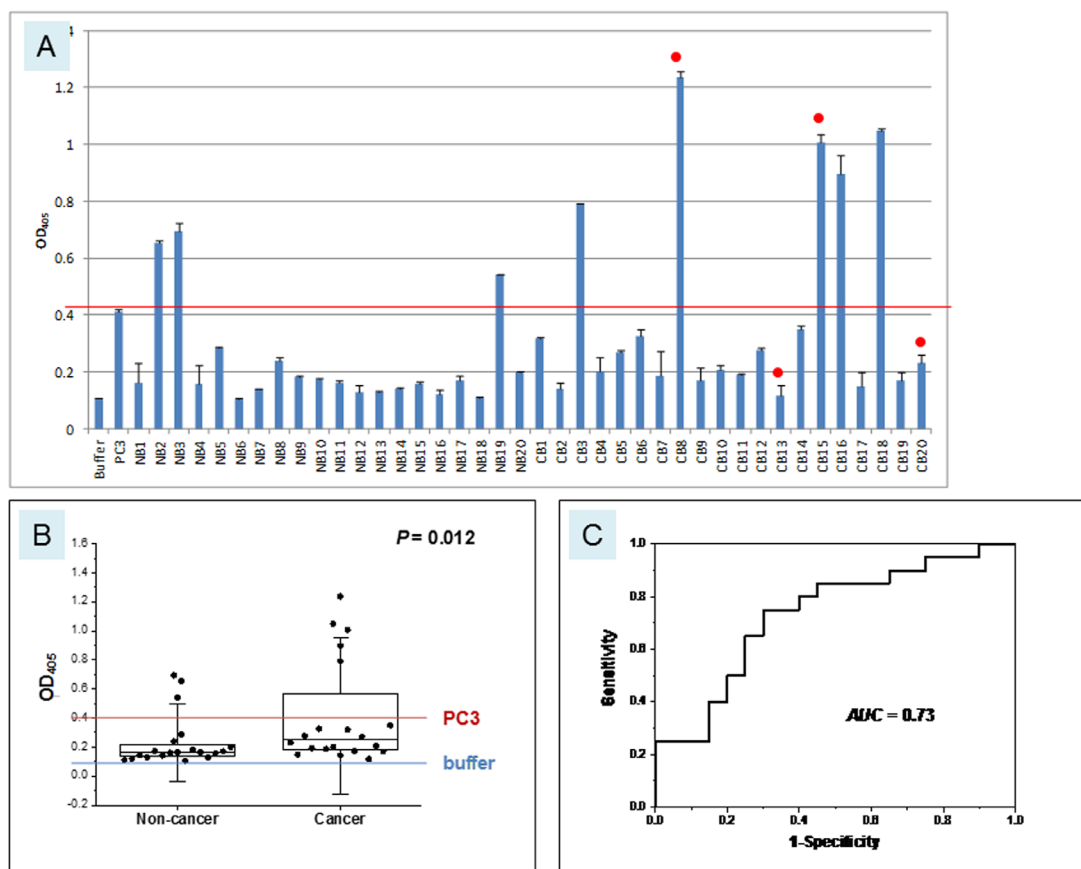 A
1.4
1.2
1
0.8
0.6
0.4
0.2
0
OD405
Buffer
PC3
NB1
NB2
NB3
NB4
NB5
NB6
NB7
NB8
NB9
NB10
NB11
NB12
NB13
NB14
NB15
NB16
NB17
NB18
NB19
NB20
CB1
CB2
CB3
CB4
CB5
CB6
CB7
CB8
CB9
CB10
CB11
CB12
CB13
CB14
CB15
CB16
CB17
CB18
CB19
CB20
B
P = 0.012
1.6
1.4
1.2
1.0
0.8
0.6
0.4
0.2
0.0
-0.2
OD405
PC3
buffer
Non-cancer
Cancer
C
1.0
0.8
0.6
0.4
0.2
0.0
Sensitivity
AUC = 0.73
0.0 0.2 0.4 0.6 0.8 1.0
1-Specificity